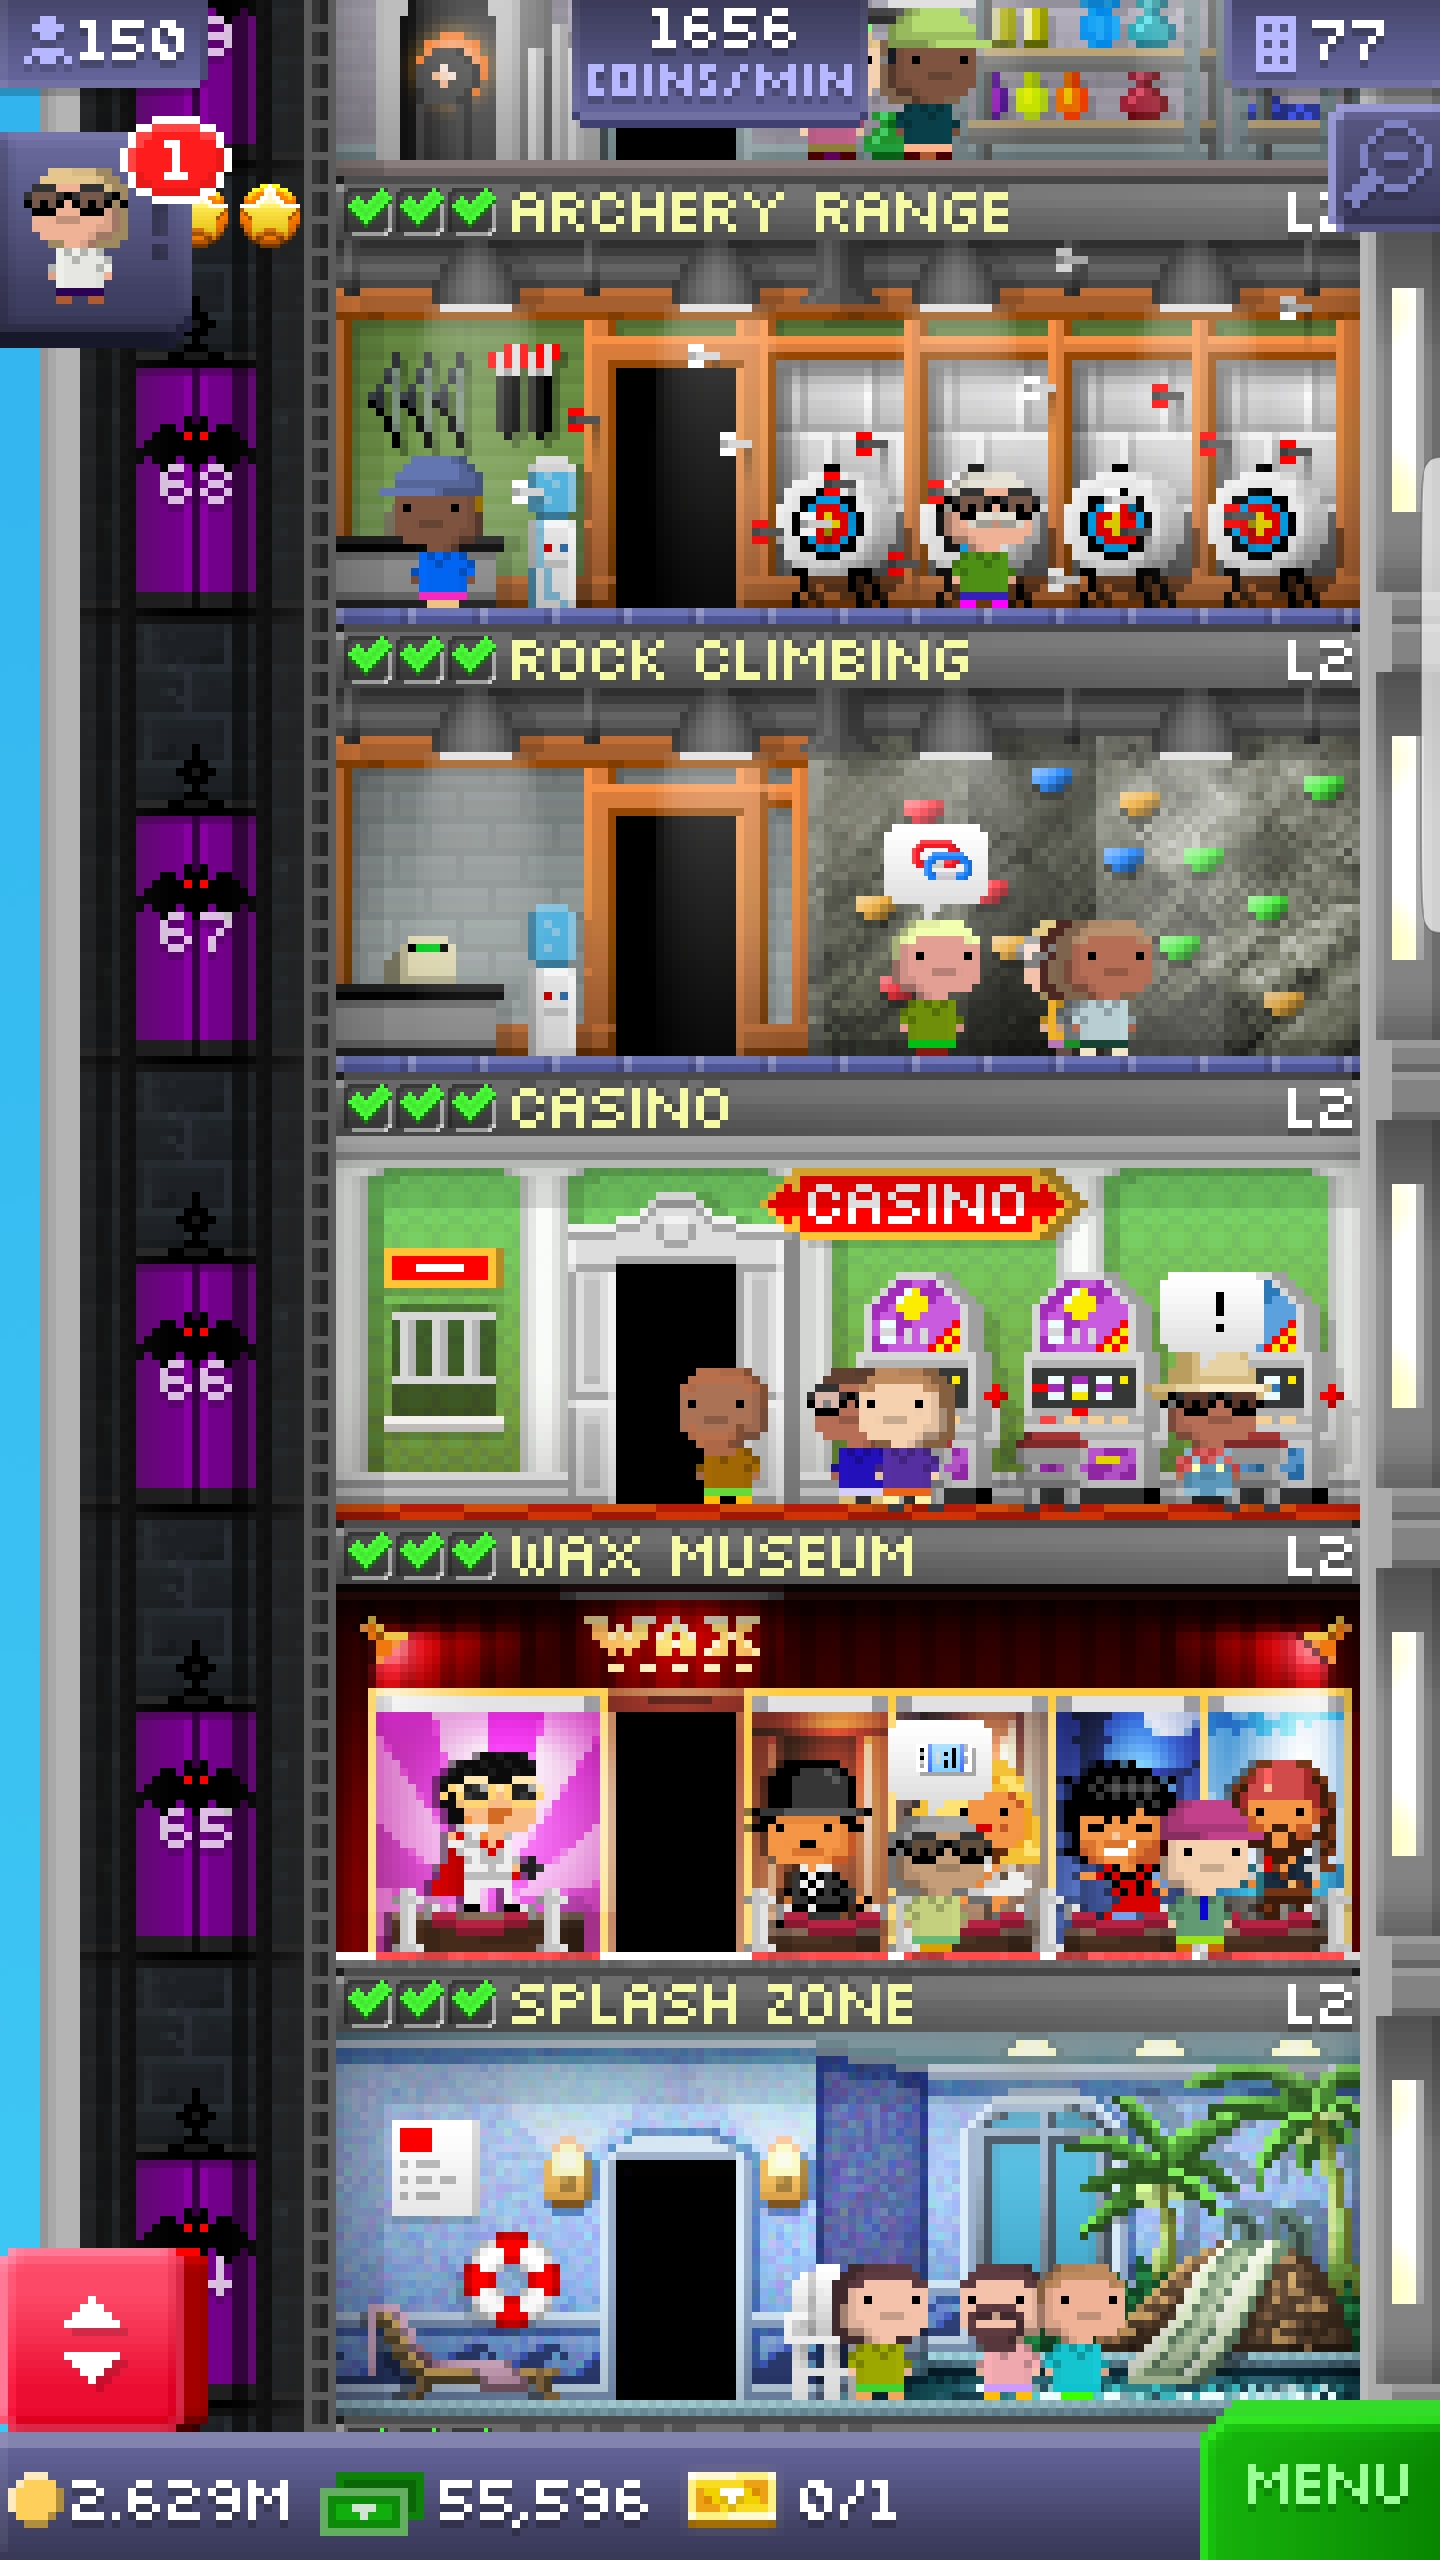 150
1656
COINS/MIN
77
1
ARCHERY RANGE
68
ROCK CLIMBING L2
67
CASINO L2
CASINO
!
66
WAX MUSEUM L2
WAX
65
SPLASH ZONE L2
2.629M 55,596 0/1
MENU